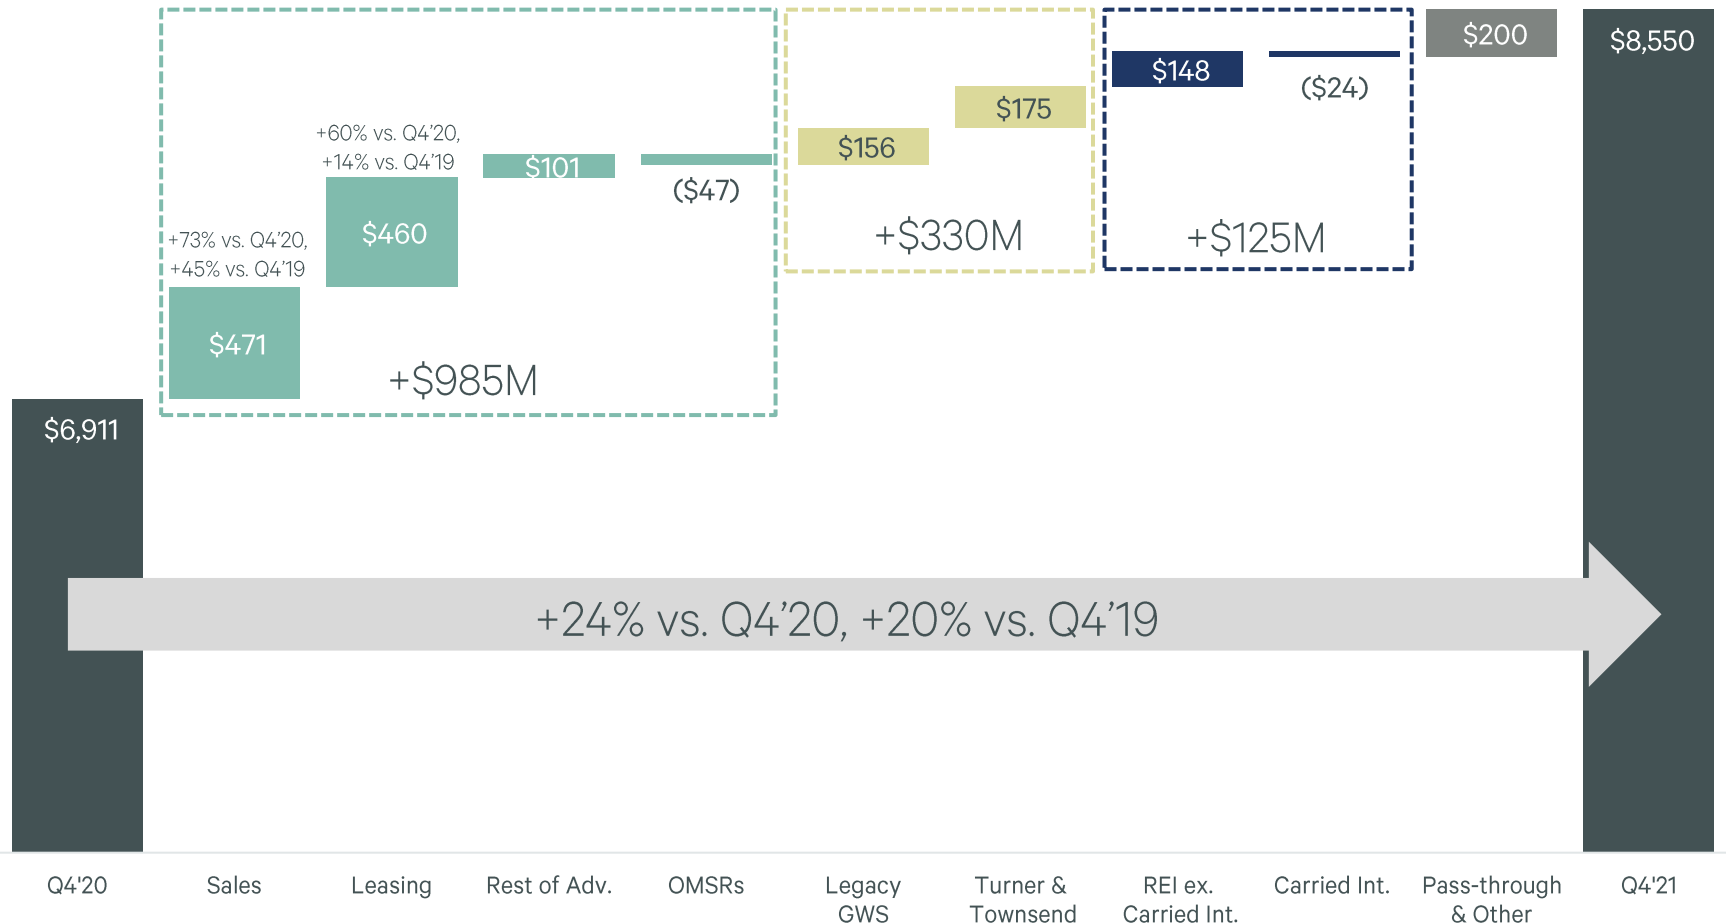 $200
$8,550
$148
($24)
$175
$156
+60% vs. Q4’20,
+14% vs. Q4’19
$101
($47)
$460
+73% vs. Q4’20,
+45% vs. Q4’19
$471
+$985M
+$330M
+$125M
$6,911
+24% vs. Q4’20, +20% vs. Q4’19
Q4'20
Sales
Leasing
Rest of Adv.
OMSRs
Legacy
GWS
Turner &
Townsend
REI ex.
Carried Int.
Carried Int.
Pass-through
& Other
Q4'21